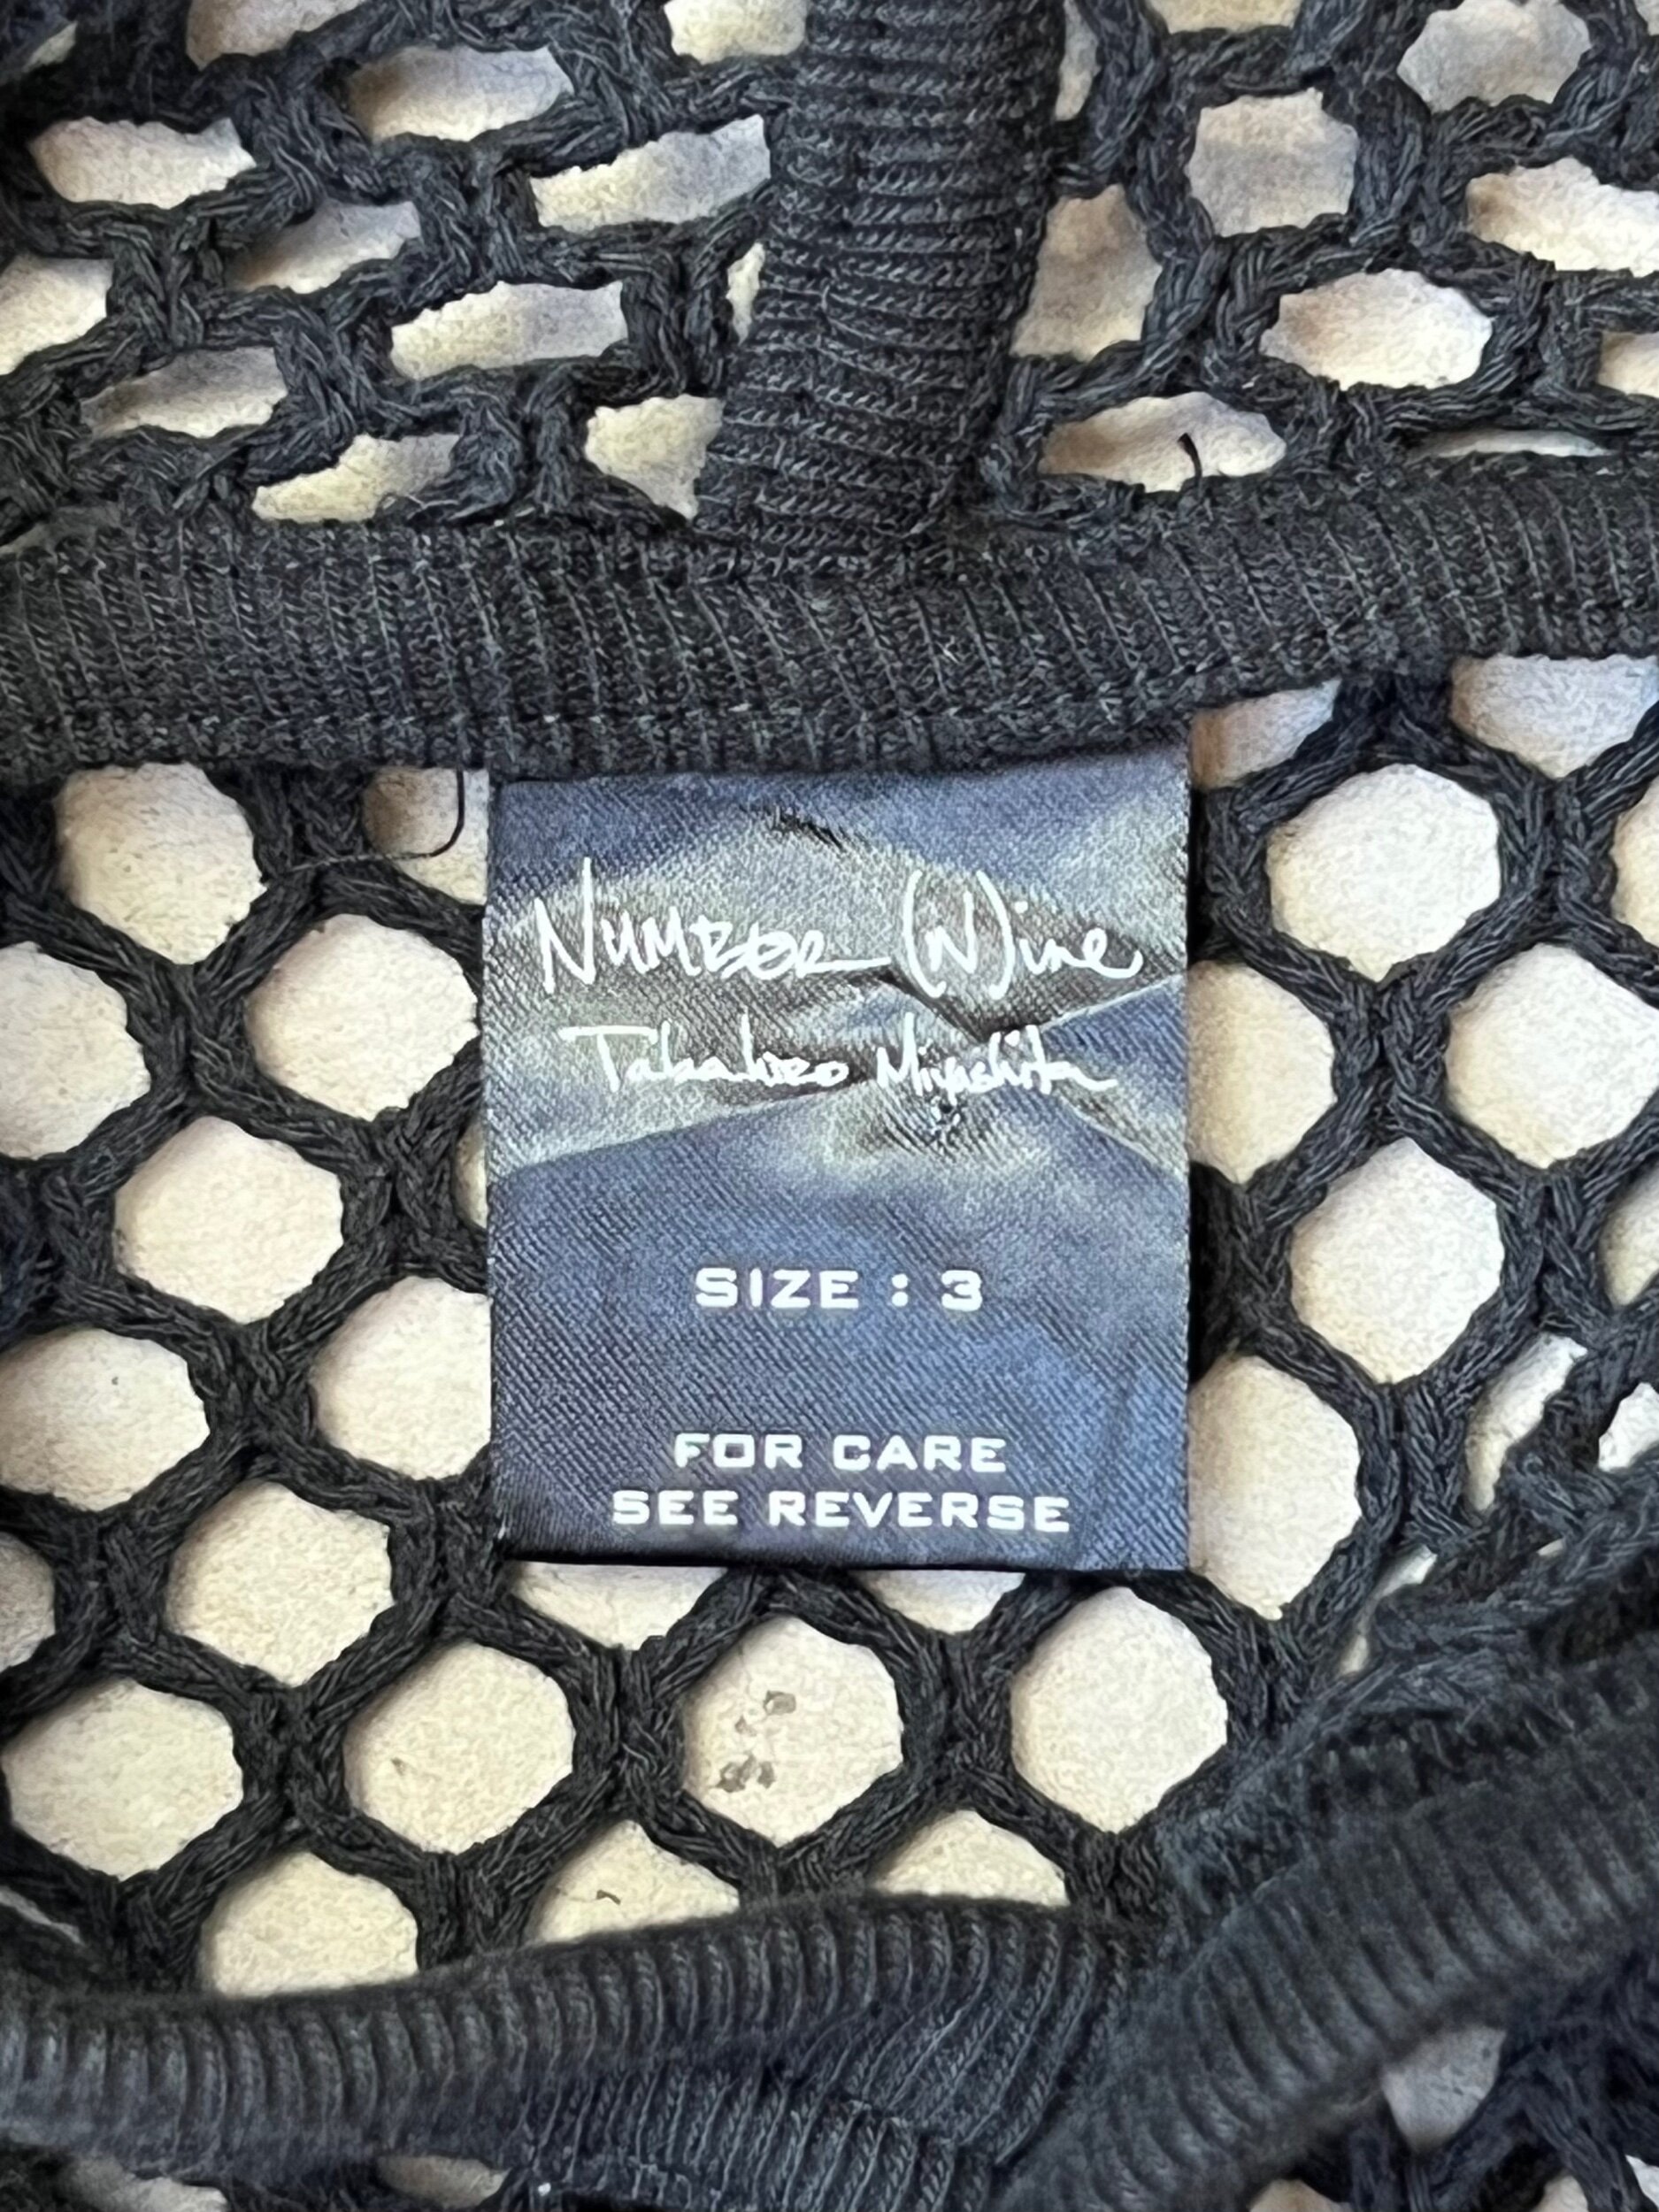 NUMBER (N)ine
Takahiro Miyashita
SIZE : 3
FOR CARE
SEE REVERSE